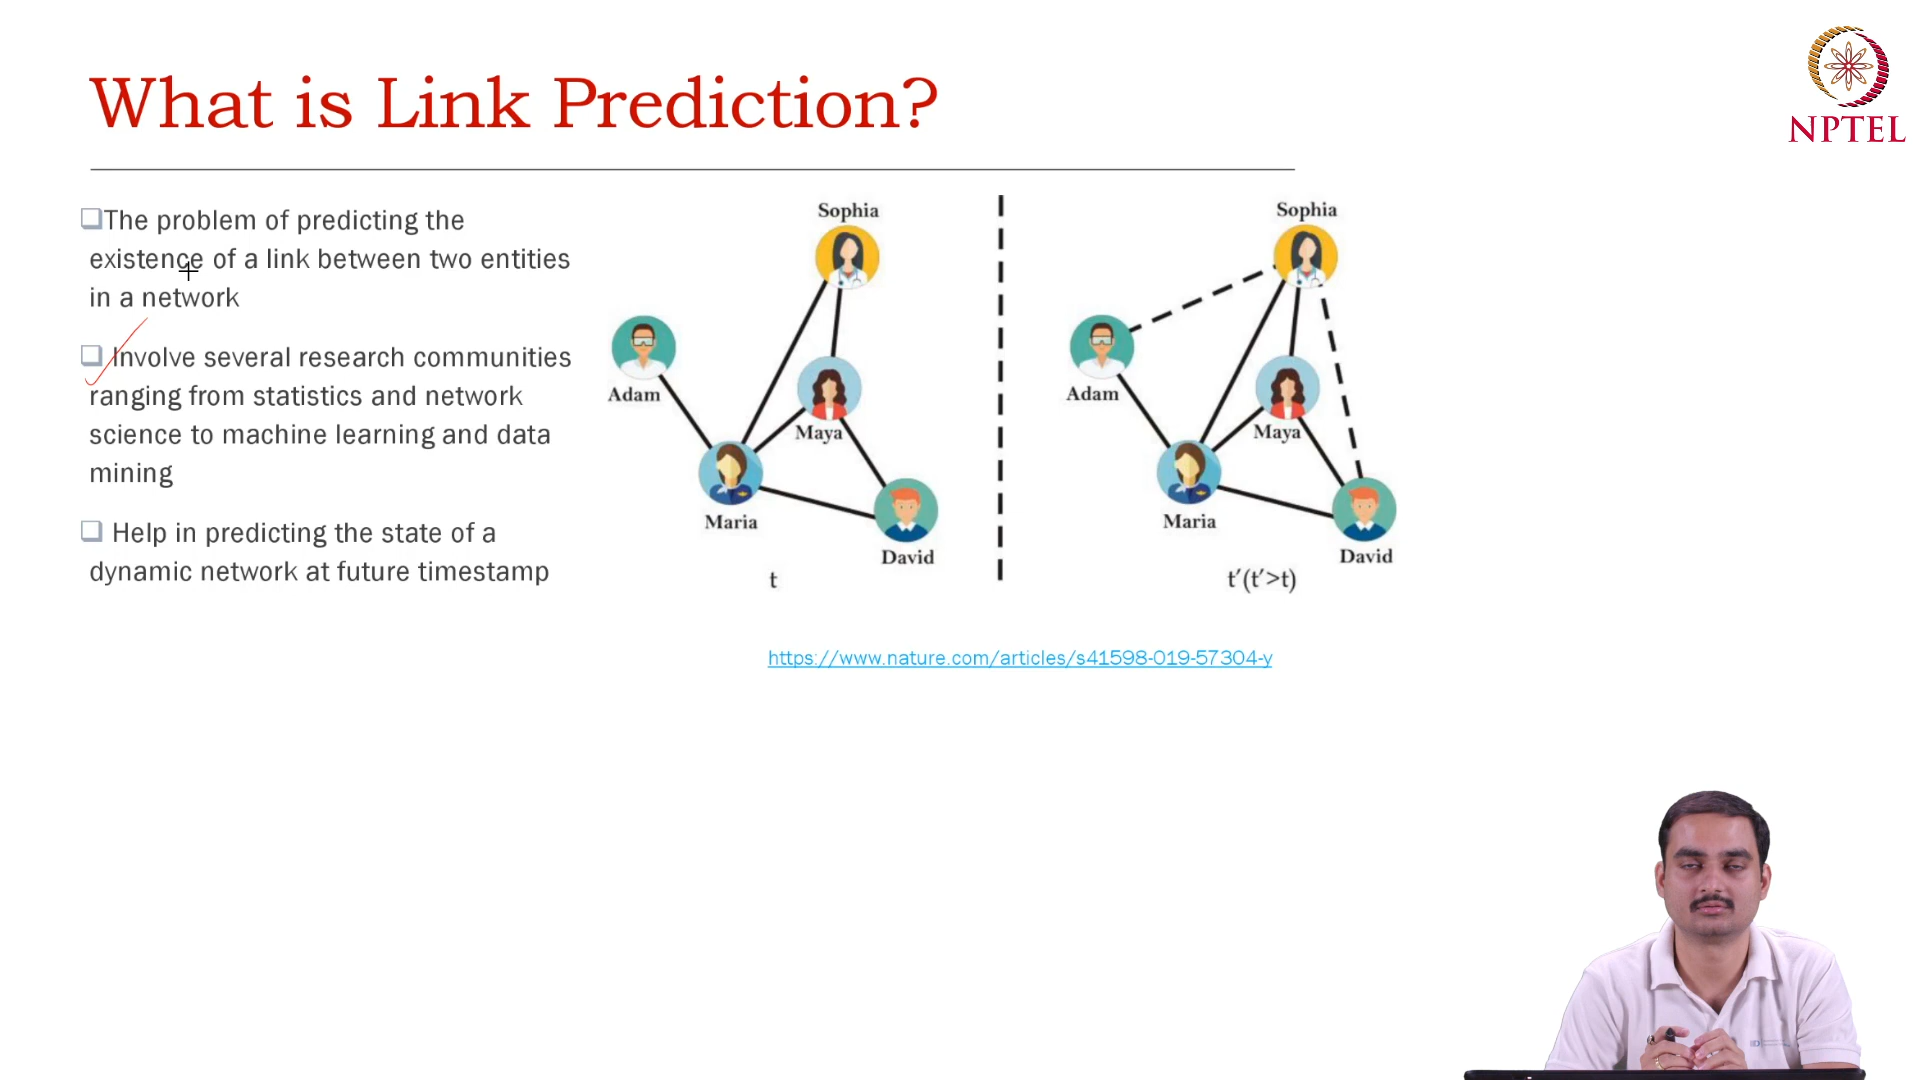 What is Link Prediction?
NPTEL
The problem of predicting the
existence of a link between two entities
in a network
Involve several research communities
ranging from statistics and network
science to machine learning and data
mining
Help in predicting the state of a
dynamic network at future timestamp
Sophia
Adam
Maya
Maria
David
t
Sophia
Adam
Maya
Maria
David
t′(t′>t)
https://www.nature.com/articles/s41598-019-57304-y